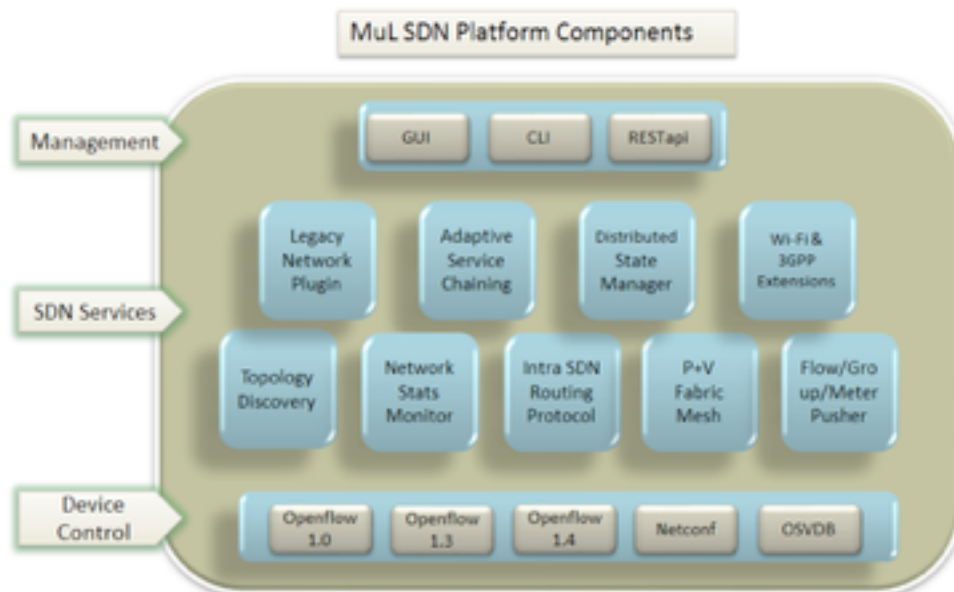 MuL SDN Platform Components
Management
GUI
CLI
RESTapi
Legacy
Network
Plugin
Adaptive
Service
Chaining
Distributed
State
Manager
Wi-Fi &
3GPP
Extensions
SDN Services
Topology
Discovery
Network
Stats
Monitor
Intra SDN
Routing
Protocol
P+V
Fabric
Mesh
Flow/Gro
up/Meter
Pusher
Device
Control
Openflow
1.0
Openflow
1.3
Openflow
1.4
Netconf
OSVDB